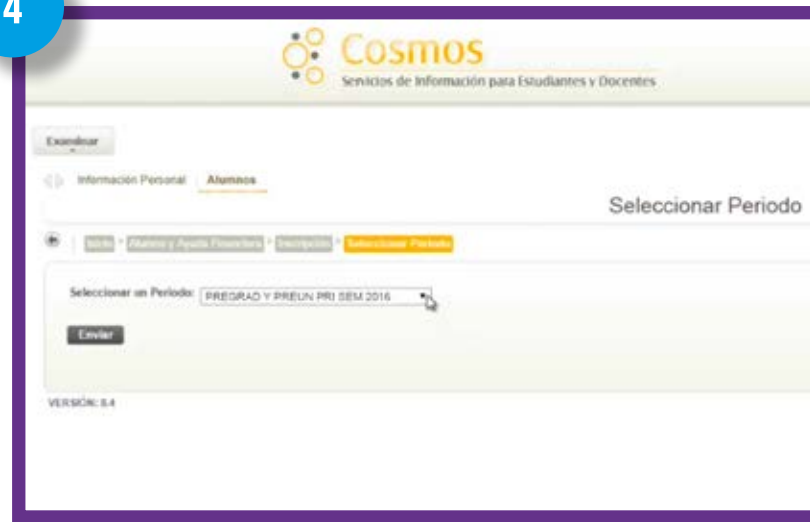 4
Cosmos
Servicios de Información para Estudiantes y Docentes
Examinar
Información Personal Alumnos
Seleccionar Periodo
Inicio > Alumno y Ayuda Financiera > Inscripción > Seleccionar Periodo
Seleccionar un Periodo: PREGRAD Y PREUN PRI SEM 2016
Enviar
VERSIÓN: 8.4